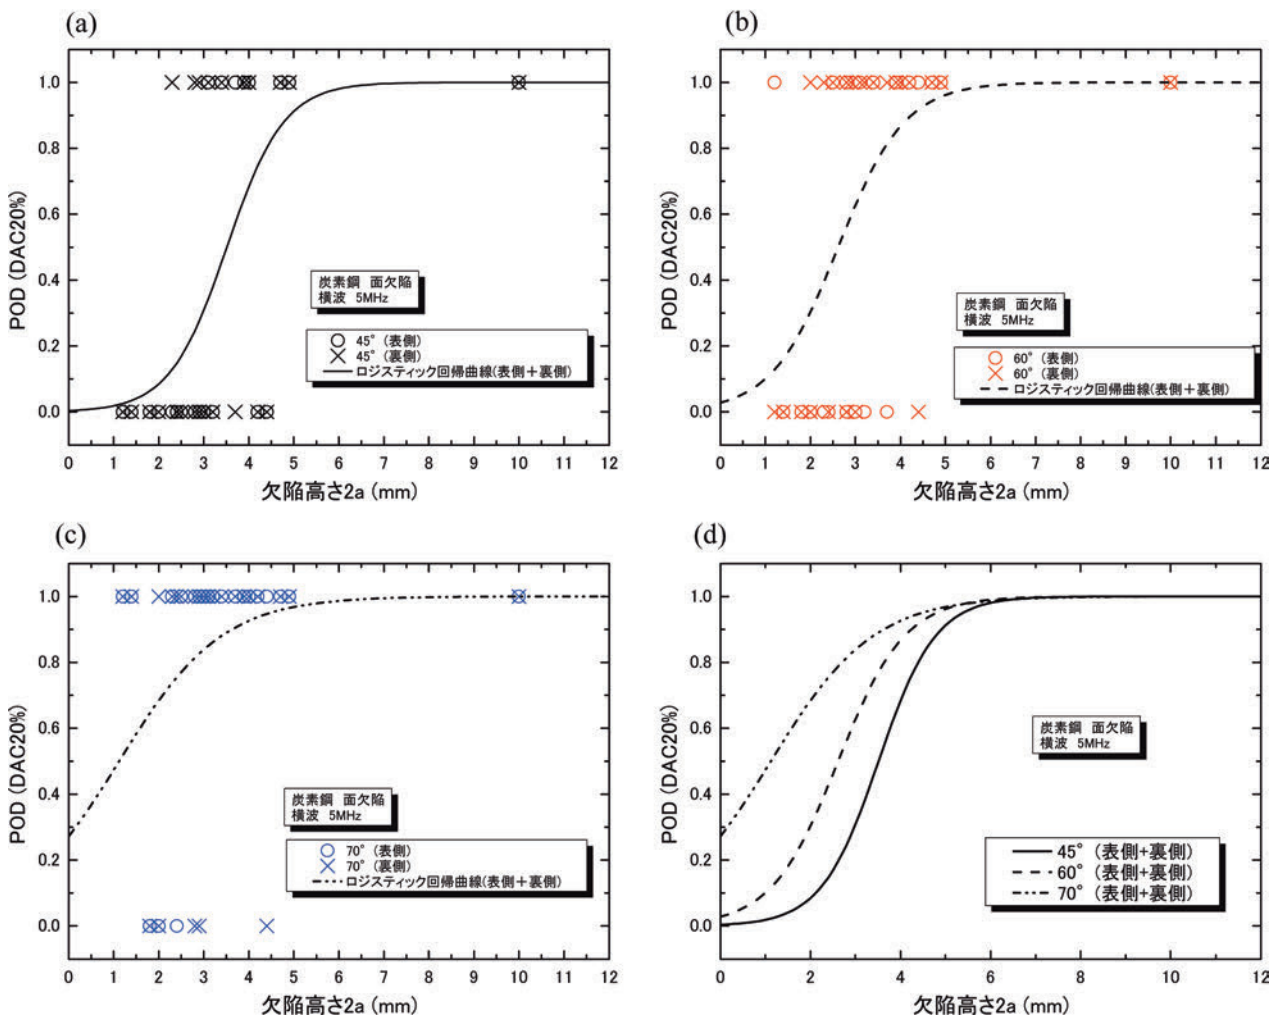 (a)
POD (DAC20%)
1.0
0.8
0.6
0.4
0.2
0.0
炭素鋼 面欠陥
横波 5MHz
45° (表側)
45° (裏側)
ロジスティック回帰曲線(表側＋裏側)
0 1 2 3 4 5 6 7 8 9 10 11 12
欠陥高さ2a (mm)
(b)
POD (DAC20%)
1.0
0.8
0.6
0.4
0.2
0.0
炭素鋼 面欠陥
横波 5MHz
60° (表側)
60° (裏側)
ロジスティック回帰曲線(表側＋裏側)
0 1 2 3 4 5 6 7 8 9 10 11 12
欠陥高さ2a (mm)
(c)
POD (DAC20%)
1.0
0.8
0.6
0.4
0.2
0.0
炭素鋼 面欠陥
横波 5MHz
70° (表側)
70° (裏側)
ロジスティック回帰曲線(表側＋裏側)
0 1 2 3 4 5 6 7 8 9 10 11 12
欠陥高さ2a (mm)
(d)
POD (DAC20%)
1.0
0.8
0.6
0.4
0.2
0.0
炭素鋼 面欠陥
横波 5MHz
45° (表側+裏側)
60° (表側+裏側)
70° (表側+裏側)
0 2 4 6 8 10 12
欠陥高さ2a (mm)